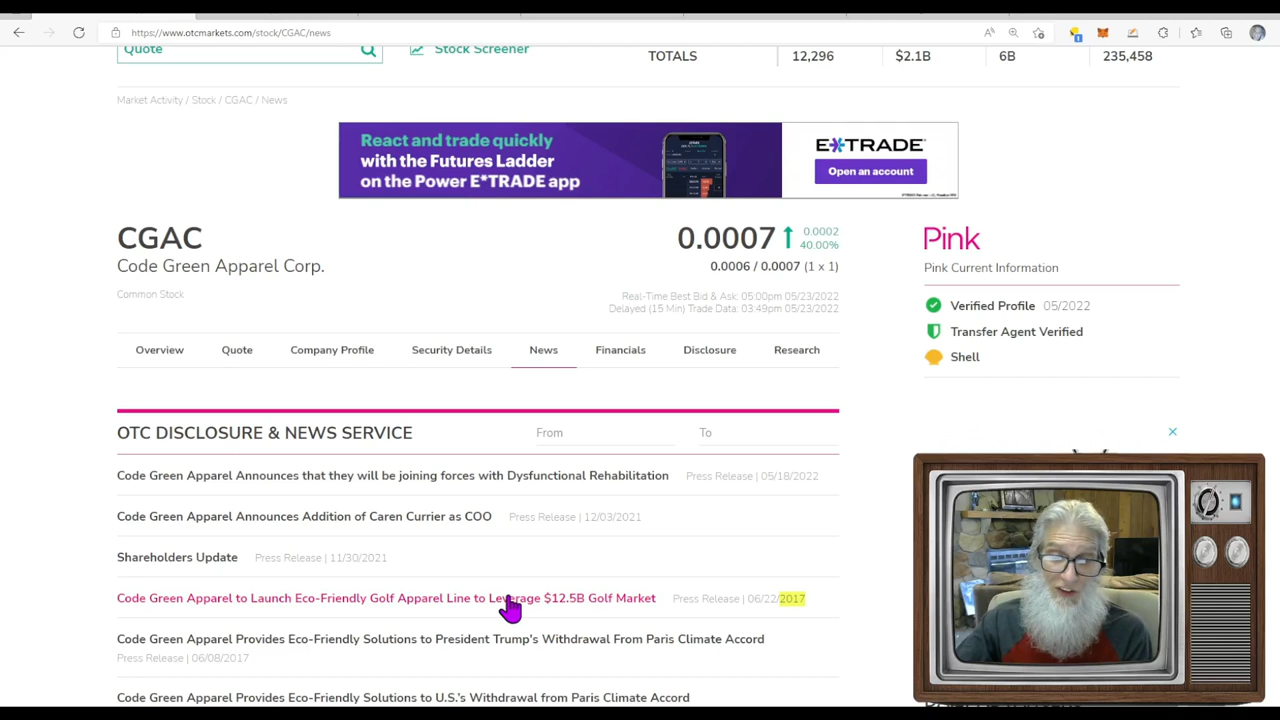 https://www.otcmarkets.com/stock/CGAC/news
Quote
Stock Screener
TOTALS 12,296 $2.1B 6B 235,458
Market Activity / Stock / CGAC / News
React and trade quickly
with the Futures Ladder
on the Power E*TRADE app
E*TRADE
Open an account
CGAC
Code Green Apparel Corp.
Common Stock
0.0007
0.0002
40.00%
0.0006 / 0.0007 (1 x 1)
Real-Time Best Bid & Ask: 05:00pm 05/23/2022
Delayed (15 Min) Trade Data: 03:49pm 05/23/2022
Pink
Pink Current Information
Verified Profile 05/2022
Transfer Agent Verified
Shell
Overview Quote Company Profile Security Details News Financials Disclosure Research
OTC DISCLOSURE & NEWS SERVICE From To
Code Green Apparel Announces that they will be joining forces with Dysfunctional Rehabilitation Press Release | 05/18/2022
Code Green Apparel Announces Addition of Caren Currier as COO Press Release | 12/03/2021
Shareholders Update Press Release | 11/30/2021
Code Green Apparel to Launch Eco-Friendly Golf Apparel Line to Leverage $12.5B Golf Market Press Release | 06/22/2017
Code Green Apparel Provides Eco-Friendly Solutions to President Trump's Withdrawal From Paris Climate Accord
Press Release | 06/08/2017
Code Green Apparel Provides Eco-Friendly Solutions to U.S.'s Withdrawal from Paris Climate Accord